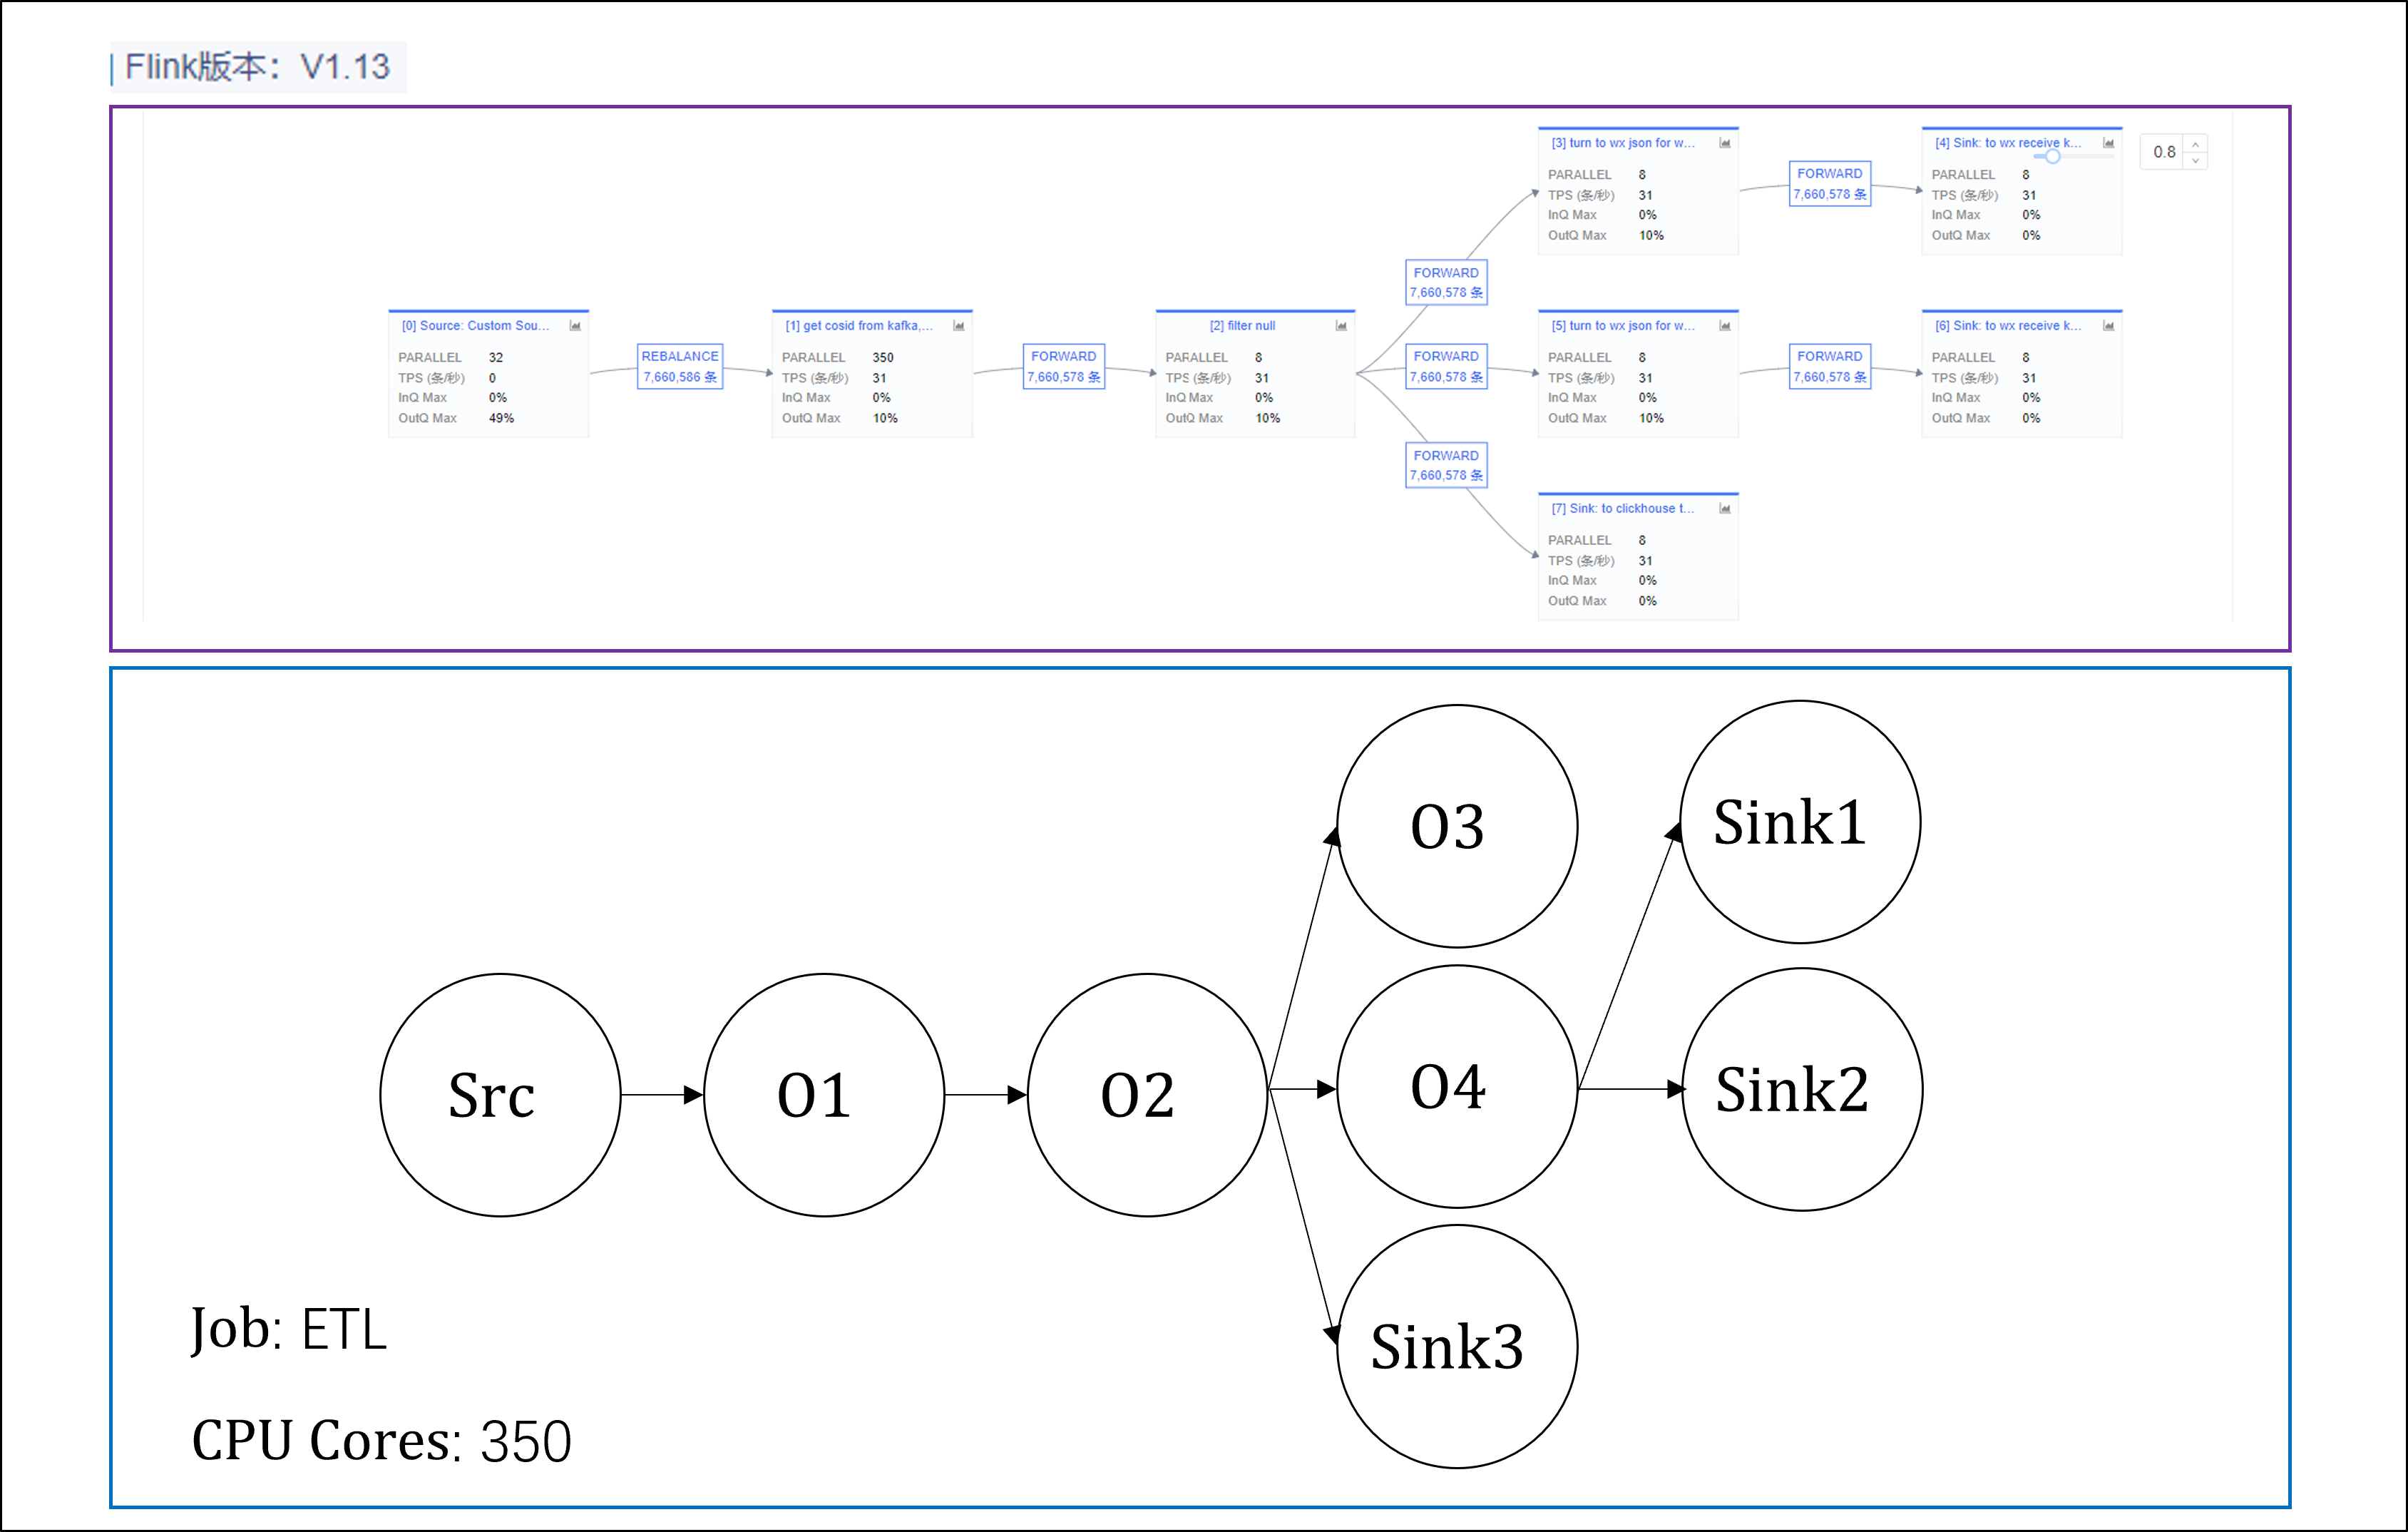 Flink版本：V1.13
[3] turn to wx json for w...
PARALLEL 8
TPS (条/秒) 31
InQ Max 0%
OutQ Max 10%
FORWARD
7,660,578 条
[4] Sink: to wx receive k...
PARALLEL 8
TPS (条/秒) 31
InQ Max 0%
OutQ Max 0%
0.8
FORWARD
7,660,578 条
[0] Source: Custom Sou...
PARALLEL 32
TPS (条/秒) 0
InQ Max 0%
OutQ Max 49%
REBALANCE
7,660,586 条
[1] get cosid from kafka,...
PARALLEL 350
TPS (条/秒) 31
InQ Max 0%
OutQ Max 10%
FORWARD
7,660,578 条
[2] filter null
PARALLEL 8
TPS (条/秒) 31
InQ Max 0%
OutQ Max 10%
FORWARD
7,660,578 条
[5] turn to wx json for w...
PARALLEL 8
TPS (条/秒) 31
InQ Max 0%
OutQ Max 10%
FORWARD
7,660,578 条
[6] Sink: to wx receive k...
PARALLEL 8
TPS (条/秒) 31
InQ Max 0%
OutQ Max 0%
FORWARD
7,660,578 条
[7] Sink: to clickhouse t...
PARALLEL 8
TPS (条/秒) 31
InQ Max 0%
OutQ Max 0%
O3
Sink1
Src
O1
O2
O4
Sink2
Sink3
Job: ETL
CPU Cores: 350